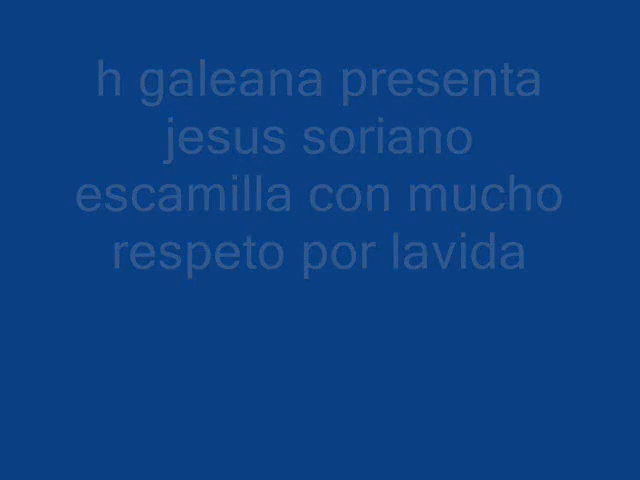 h galeana presenta
jesus soriano
escamilla con mucho
respeto por lavida